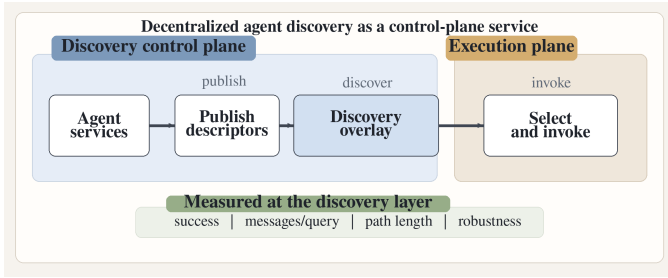 Decentralized agent discovery as a control-plane service
Discovery control plane
Execution plane
publish
discover
invoke
Agent
services
Publish
descriptors
Discovery
overlay
Select
and invoke
Measured at the discovery layer
success | messages/query | path length | robustness